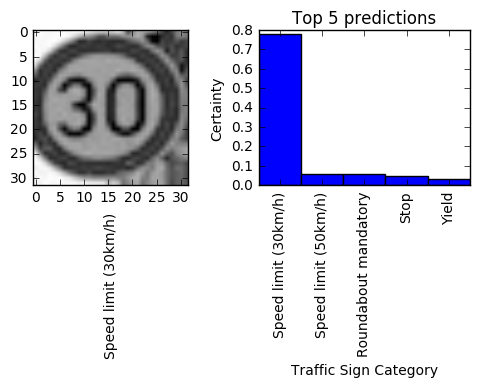 0
5
10
15
20
25
30
30
0 5 10 15 20 25 30
Speed limit (30km/h)
Top 5 predictions
Certainty
0.8
0.7
0.6
0.5
0.4
0.3
0.2
0.1
0.0
Speed limit (30km/h)
Speed limit (50km/h)
Roundabout mandatory
Stop
Yield
Traffic Sign Category